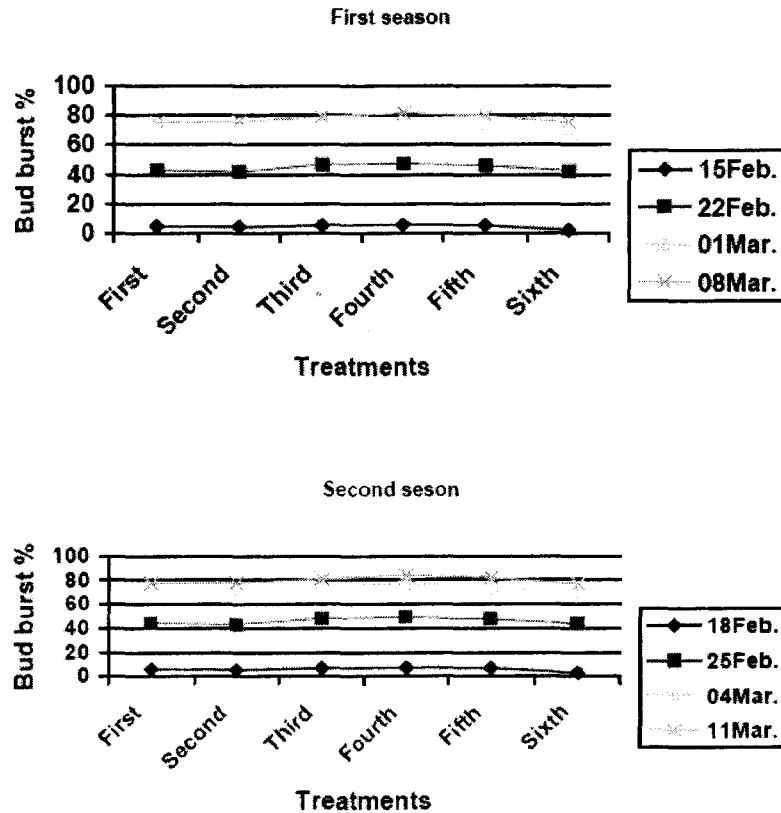 First season
Bud burst %
100
80
60
40
20
0
First
Second
Third
Fourth
Fifth
Sixth
Treatments
15Feb.
22Feb.
01Mar.
08Mar.
Second seson
Bud burst %
100
80
60
40
20
0
First
Second
Third
Fourth
Fifth
Sixth
Treatments
18Feb.
25Feb.
04Mar.
11Mar.